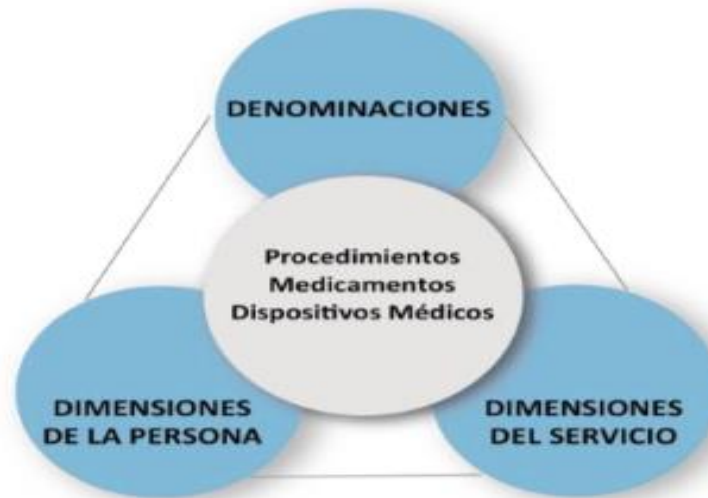 DENOMINACIONES
Procedimientos
Medicamentos
Dispositivos Médicos
DIMENSIONES
DE LA PERSONA
DIMENSIONES
DEL SERVICIO